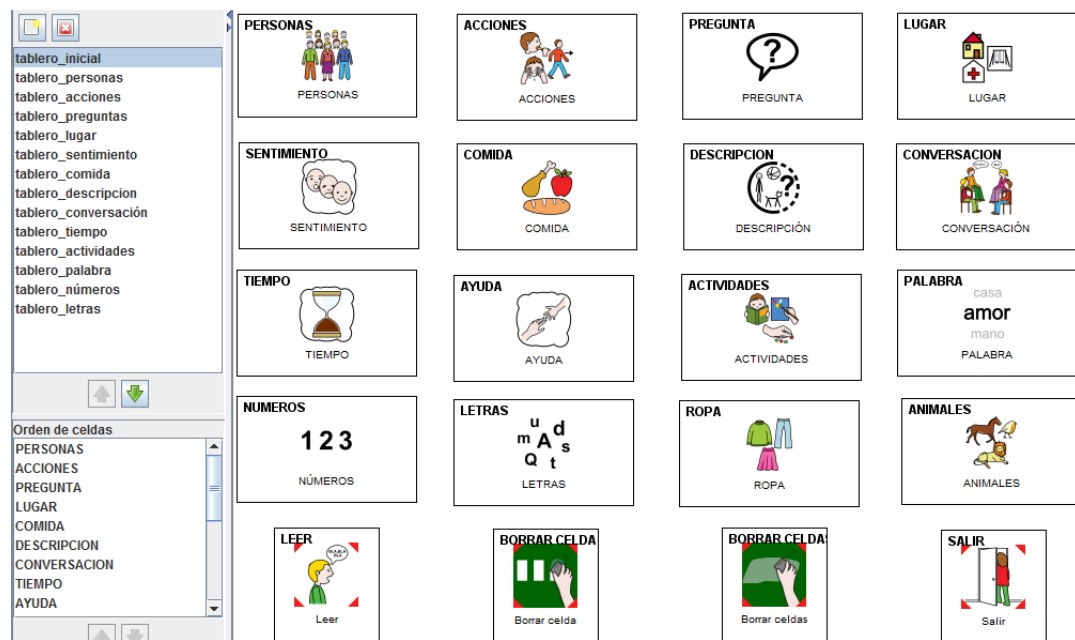 tablero_inicial
tablero_personas
tablero_acciones
tablero_preguntas
tablero_lugar
tablero_sentimiento
tablero_comida
tablero_descripcion
tablero_conversación
tablero_tiempo
tablero_actividades
tablero_palabra
tablero_números
tablero_letras
Orden de celdas
PERSONAS
ACCIONES
PREGUNTA
LUGAR
COMIDA
DESCRIPCION
CONVERSACION
TIEMPO
AYUDA
PERSONAS
PERSONAS
ACCIONES
ACCIONES
PREGUNTA
?
PREGUNTA
LUGAR
LUGAR
SENTIMIENTO
SENTIMIENTO
COMIDA
COMIDA
DESCRIPCION
?
DESCRIPCIÓN
CONVERSACION
CONVERSACIÓN
TIEMPO
TIEMPO
AYUDA
AYUDA
ACTIVIDADES
ACTIVIDADES
PALABRA
casa
amor
mano
PALABRA
NUMEROS
1 2 3
NÚMEROS
LETRAS
u d
m A s
Q t
LETRAS
ROPA
ROPA
ANIMALES
ANIMALES
LEER
BLA,BLA
BLA
Leer
BORRAR CELDA
Borrar celda
BORRAR CELDAS
Borrar celdas
SALIR
Salir